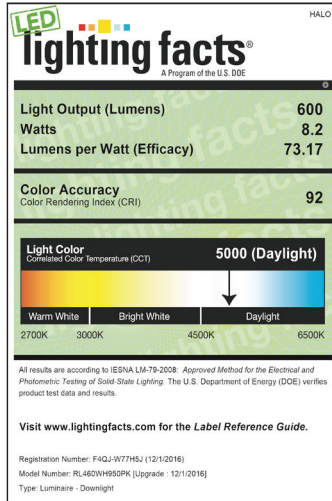 HALO
LED
lighting facts®
A Program of the U.S. DOE
Light Output (Lumens) 600
Watts 8.2
Lumens per Watt (Efficacy) 73.17
Color Accuracy 92
Color Rendering Index (CRI)
Light Color 5000 (Daylight)
Correlated Color Temperature (CCT)
Warm White Bright White Daylight
2700K 3000K 4500K 6500K
All results are according to IESNA LM-79-2008: Approved Method for the Electrical and
Photometric Testing of Solid-State Lighting. The U.S. Department of Energy (DOE) verifies
product test data and results.
Visit www.lightingfacts.com for the Label Reference Guide.
Registration Number: F4QJ-W77H5J (12/1/2016)
Model Number: RL460WH950PK [Upgrade : 12/1/2016]
Type: Luminaire - Downlight